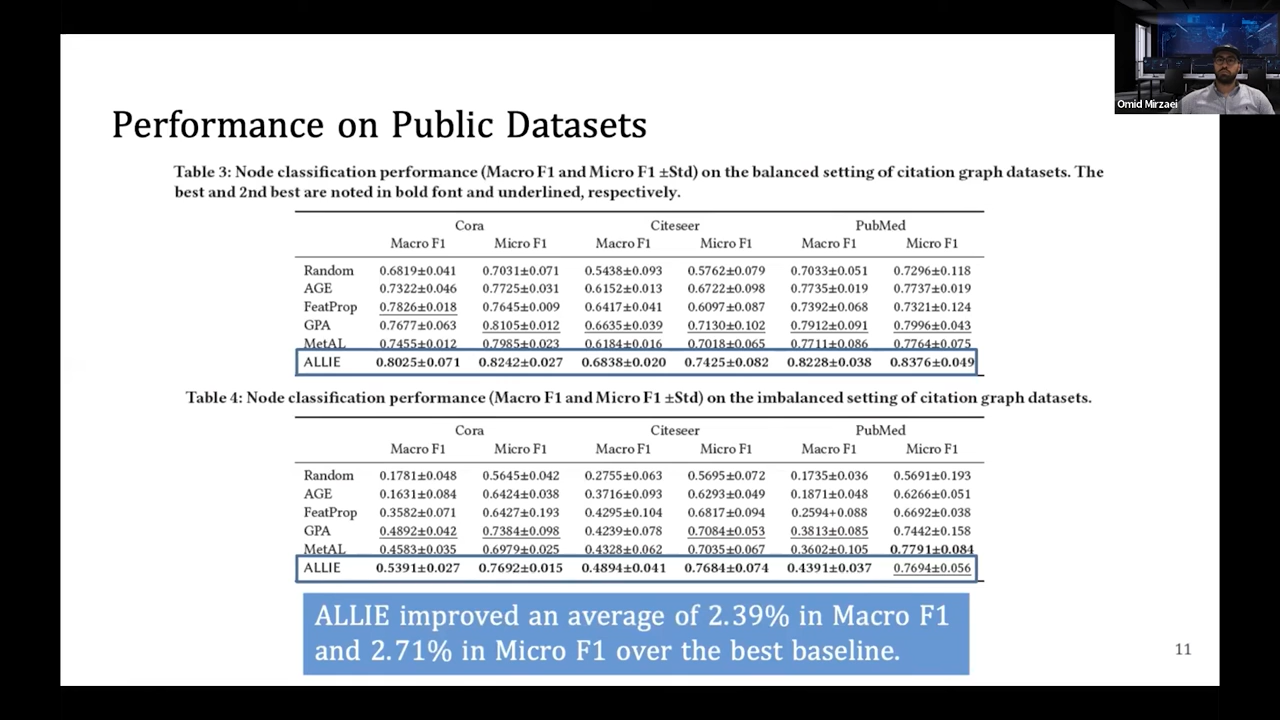 Omid Mirzaei
Performance on Public Datasets
Table 3: Node classification performance (Macro F1 and Micro F1 ±Std) on the balanced setting of citation graph datasets. The
best and 2nd best are noted in bold font and underlined, respectively.
Cora Citeseer PubMed
Macro F1 Micro F1 Macro F1 Micro F1 Macro F1 Micro F1
Random 0.6819±0.041 0.7031±0.071 0.5438±0.093 0.5762±0.079 0.7033±0.051 0.7296±0.118
AGE 0.7322±0.046 0.7725±0.031 0.6152±0.013 0.6722±0.098 0.7735±0.019 0.7737±0.019
FeatProp 0.7826±0.018 0.7645±0.009 0.6417±0.041 0.6097±0.087 0.7392±0.068 0.7321±0.124
GPA 0.7677±0.063 0.8105±0.012 0.6635±0.039 0.7130±0.102 0.7912±0.091 0.7996±0.043
MetAL 0.7455±0.012 0.7985±0.023 0.6184±0.016 0.7018±0.065 0.7711±0.086 0.7764±0.075
ALLIE 0.8025±0.071 0.8242±0.027 0.6838±0.020 0.7425±0.082 0.8228±0.038 0.8376±0.049
Table 4: Node classification performance (Macro F1 and Micro F1 ±Std) on the imbalanced setting of citation graph datasets.
Cora Citeseer PubMed
Macro F1 Micro F1 Macro F1 Micro F1 Macro F1 Micro F1
Random 0.1781±0.048 0.5645±0.042 0.2755±0.063 0.5695±0.072 0.1735±0.036 0.5691±0.193
AGE 0.1631±0.084 0.6424±0.038 0.3716±0.093 0.6293±0.049 0.1871±0.048 0.6266±0.051
FeatProp 0.3582±0.071 0.6427±0.193 0.4295±0.104 0.6817±0.094 0.2594+0.088 0.6692±0.038
GPA 0.4892±0.042 0.7384±0.098 0.4239±0.078 0.7084±0.053 0.3813±0.085 0.7442±0.158
MetAL 0.4583±0.035 0.6979±0.025 0.4328±0.062 0.7035±0.067 0.3602±0.105 0.7791±0.084
ALLIE 0.5391±0.027 0.7692±0.015 0.4894±0.041 0.7684±0.074 0.4391±0.037 0.7694±0.056
ALLIE improved an average of 2.39% in Macro F1
and 2.71% in Micro F1 over the best baseline.
11